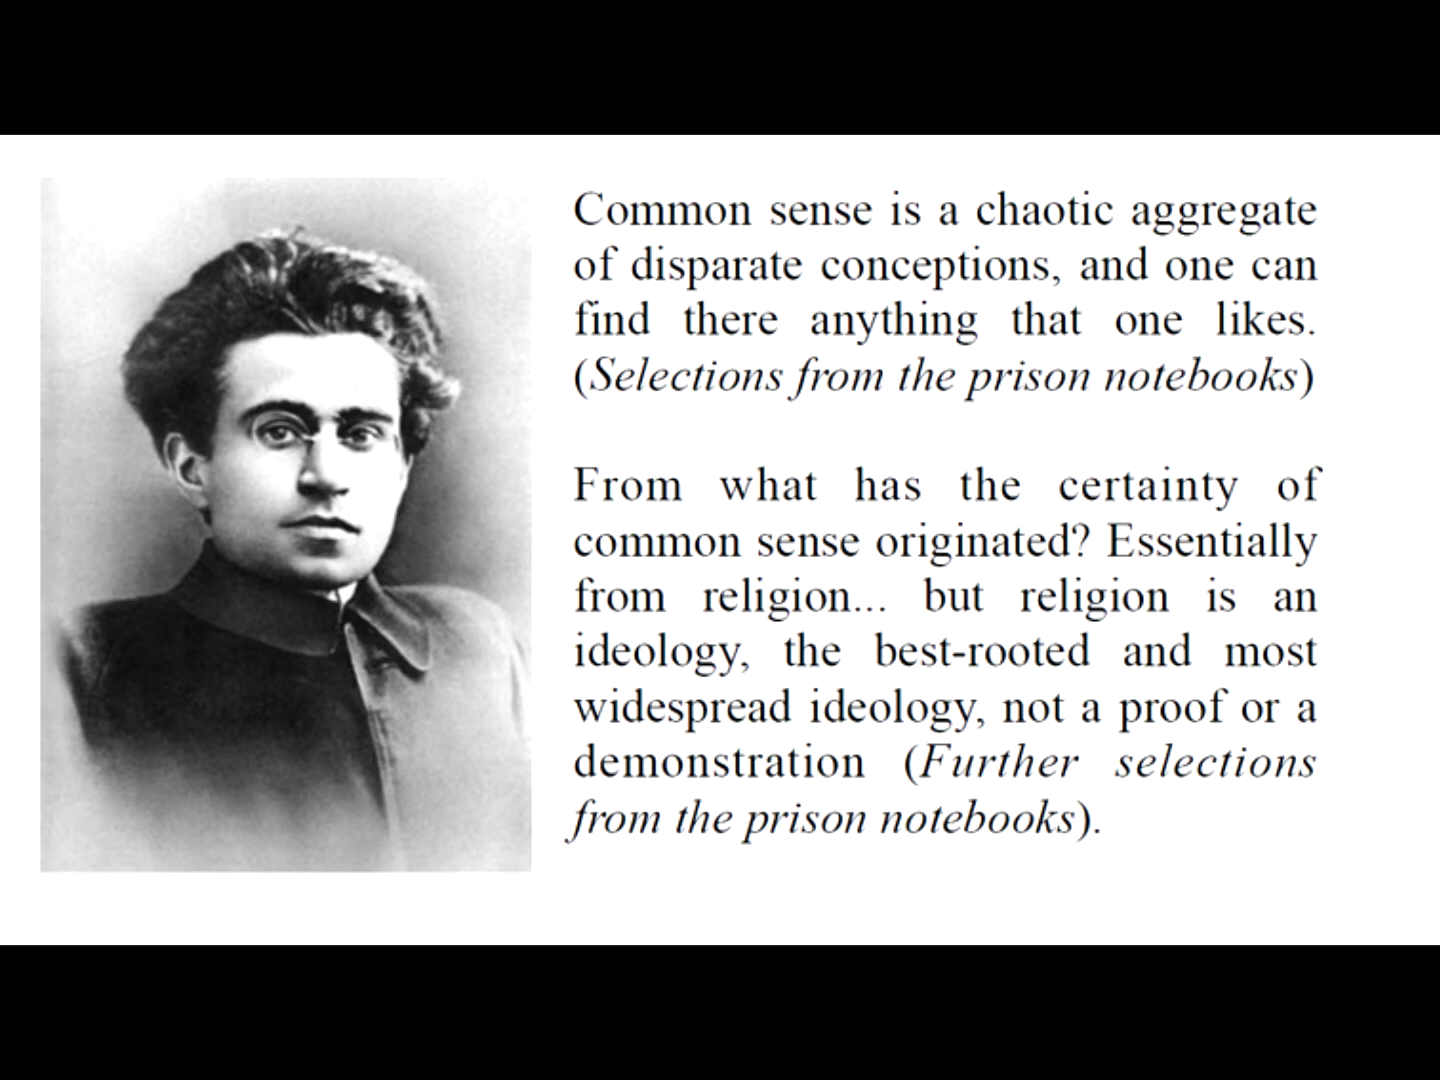 Common sense is a chaotic aggregate
of disparate conceptions, and one can
find there anything that one likes.
(Selections from the prison notebooks)
From what has the certainty of
common sense originated? Essentially
from religion... but religion is an
ideology, the best-rooted and most
widespread ideology, not a proof or a
demonstration (Further selections
from the prison notebooks).